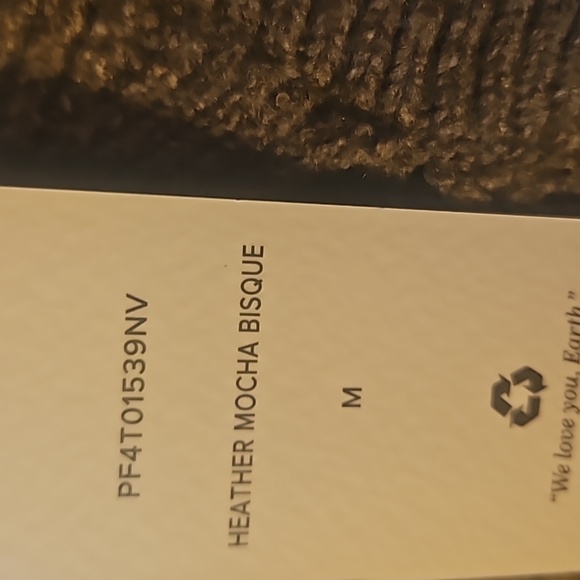 PF4T01539NV
HEATHER MOCHA BISQUE
M
"We love you, Earth"